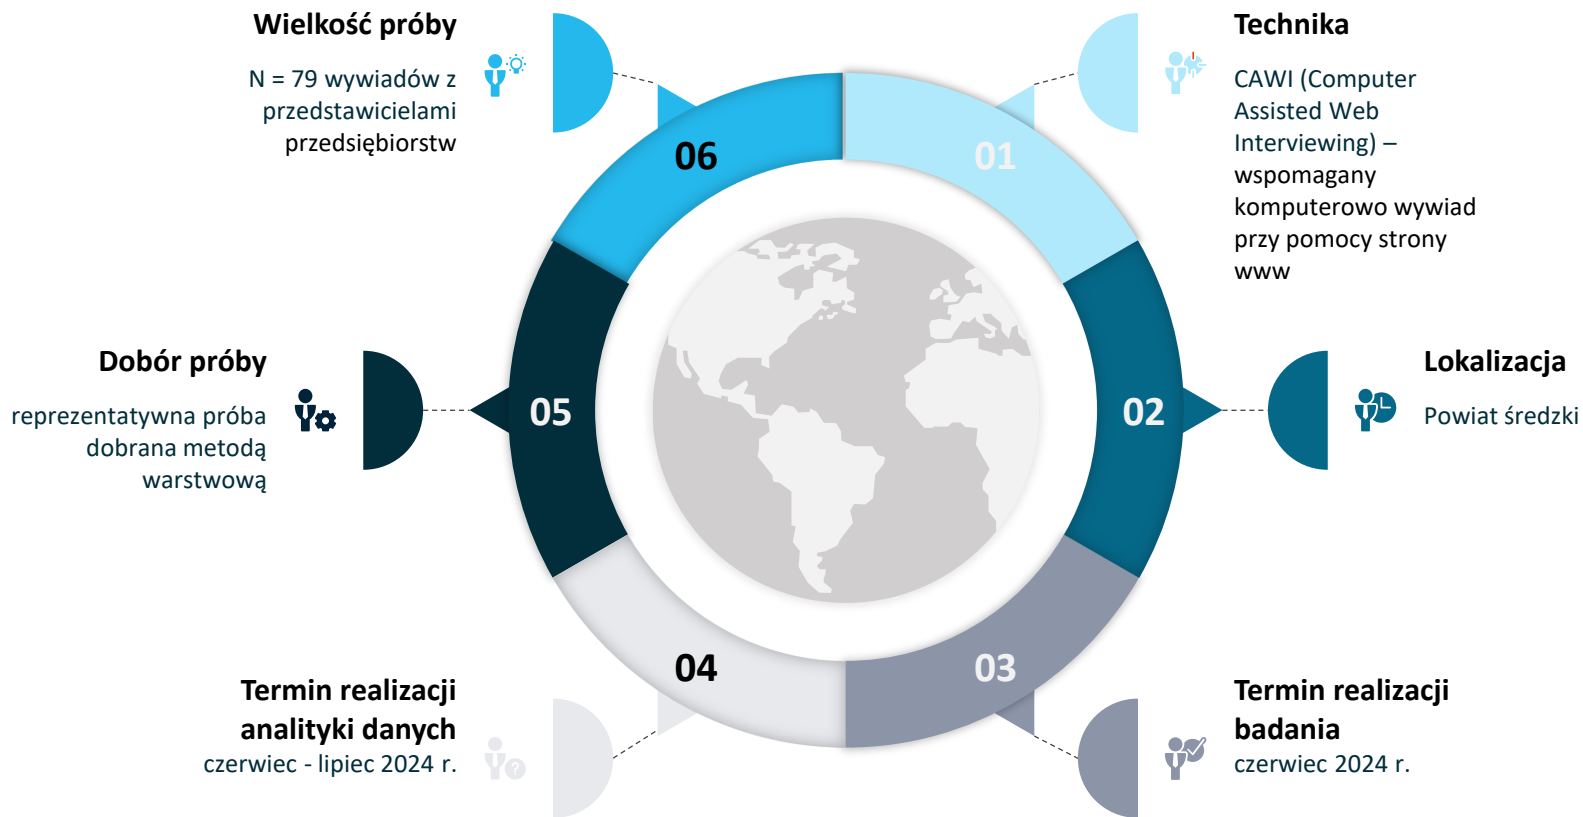 Technika
CAWI (Computer
Assisted Web
Interviewing) –
wspomagany
komputerowo wywiad
przy pomocy strony
www
01
Lokalizacja
Powiat średzki
02
Termin realizacji
badania
czerwiec 2024 r.
03
Termin realizacji
analityki danych
czerwiec - lipiec 2024 r.
04
Dobór próby
reprezentatywna próba
dobrana metodą
warstwową
05
Wielkość próby
N = 79 wywiadów z
przedstawicielami
przedsiębiorstw
06